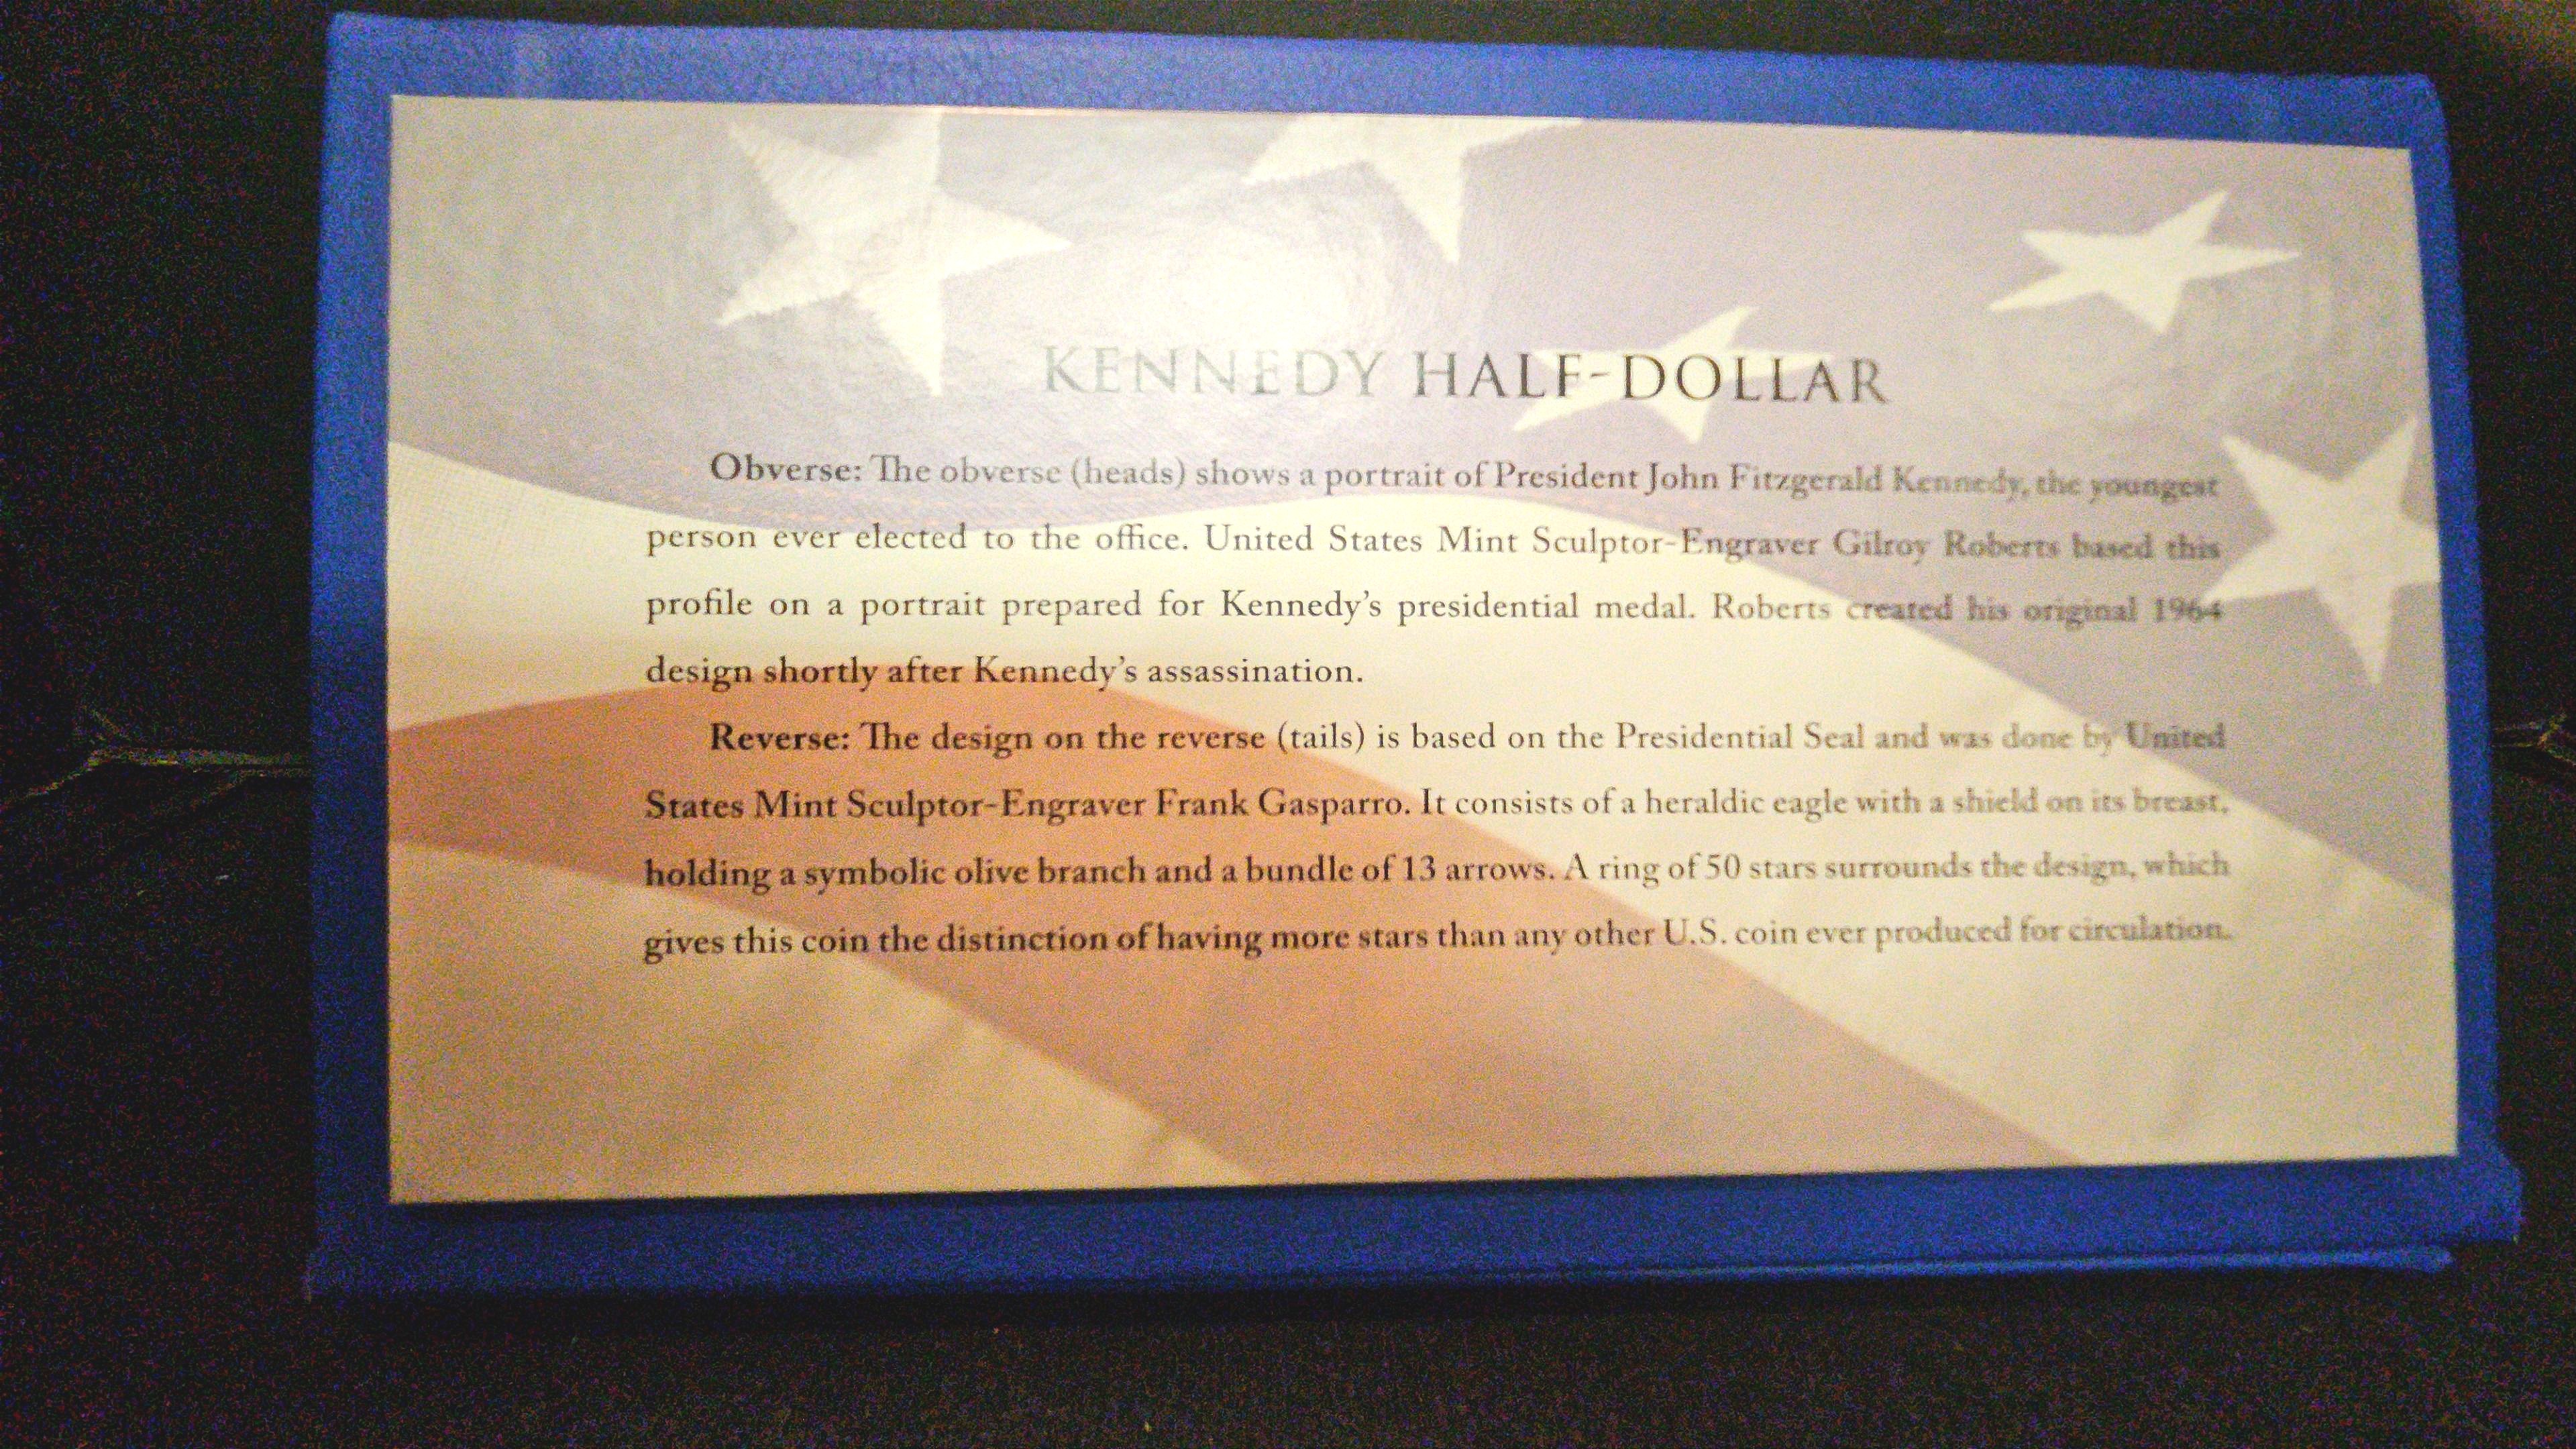 KENNEDY HALF-DOLLAR
Obverse: The obverse (heads) shows a portrait of President John Fitzgerald Kennedy, the youngest
person ever elected to the office. United States Mint Sculptor-Engraver Gilroy Roberts based this
profile on a portrait prepared for Kennedy's presidential medal. Roberts created his original 1964
design shortly after Kennedy's assassination.
Reverse: The design on the reverse (tails) is based on the Presidential Seal and was done by United
States Mint Sculptor-Engraver Frank Gasparro. It consists of a heraldic eagle with a shield on its breast,
holding a symbolic olive branch and a bundle of 13 arrows. A ring of 50 stars surrounds the design, which
gives this coin the distinction of having more stars than any other U.S. coin ever produced for circulation.